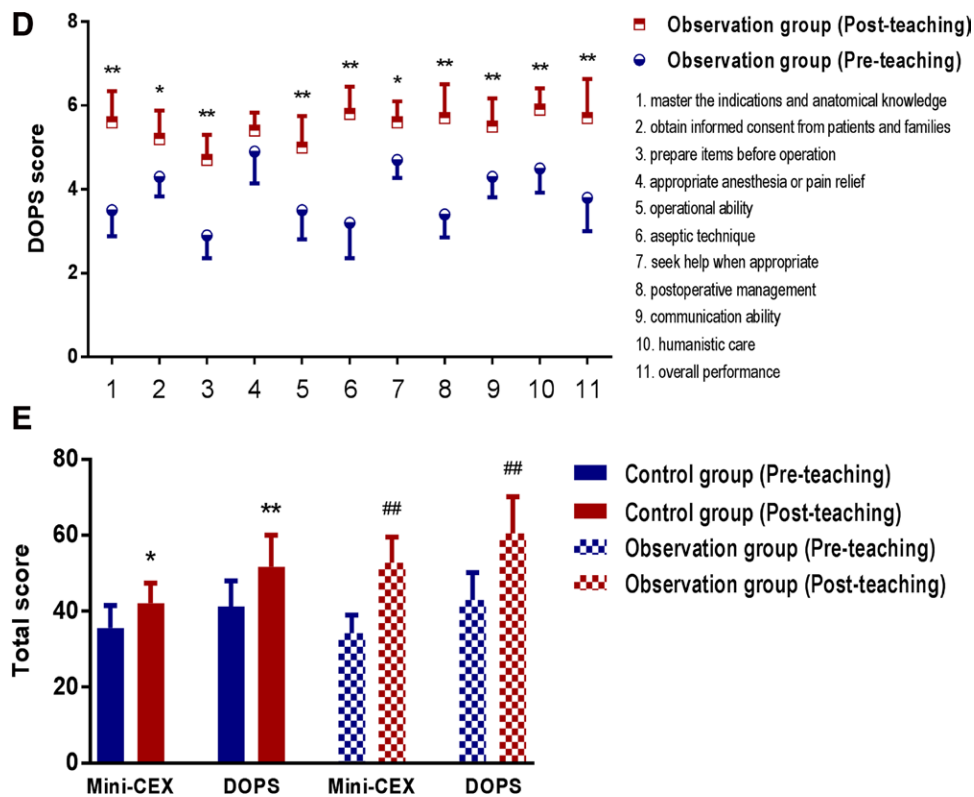 D
8
6
4
2
0
DOPS score
** * ** ** ** * ** ** ** **
1 2 3 4 5 6 7 8 9 10 11
Observation group (Post-teaching)
Observation group (Pre-teaching)
1. master the indications and anatomical knowledge
2. obtain informed consent from patients and families
3. prepare items before operation
4. appropriate anesthesia or pain relief
5. operational ability
6. aseptic technique
7. seek help when appropriate
8. postoperative management
9. communication ability
10. humanistic care
11. overall performance
E
80
60
40
20
0
Total score
* ** ## ##
Mini-CEX DOPS Mini-CEX DOPS
Control group (Pre-teaching)
Control group (Post-teaching)
Observation group (Pre-teaching)
Observation group (Post-teaching)